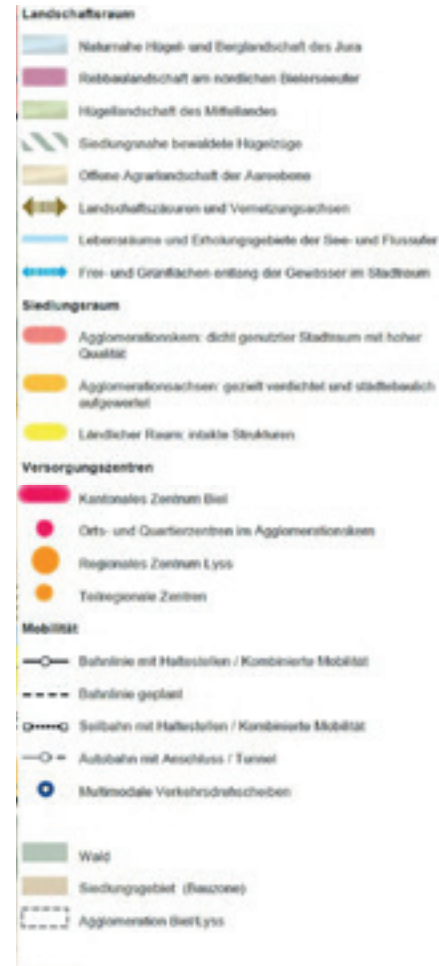 Landschaftsraum
Naturnahe Hügel- und Berglandschaft des Jura
Rebbaulandschaft am nördlichen Bielerseeufer
Hügellandschaft des Mittellandes
Siedlungsnahe bewaldete Hügelzüge
Offene Agrarlandschaft der Aareebene
Landschaftszäsuren und Vernetzungsachsen
Lebensräume und Erholungsgebiete der See- und Flussufer
Frei- und Grünflächen entlang der Gewässer im Stadtraum
Siedlungsraum
Agglomerationskern: dicht genutzter Stadtraum mit hoher
Qualität
Agglomerationsachsen: gezielt verdichtet und städtebaulich
aufgewertet
Ländlicher Raum: intakte Strukturen
Versorgungszentren
Kantonales Zentrum Biel
Orts- und Quartierzentren im Agglomerationskern
Regionales Zentrum Lyss
Teilregionale Zentren
Mobilität
Bahnlinie mit Haltestellen / Kombinierte Mobilität
Bahnlinie geplant
Seilbahn mit Haltestellen / Kombinierte Mobilität
Autobahn mit Anschluss / Tunnel
Multimodale Verkehrsdrehscheiben
Wald
Siedlungsgebiet (Bauzone)
Agglomeration Biel/Lyss